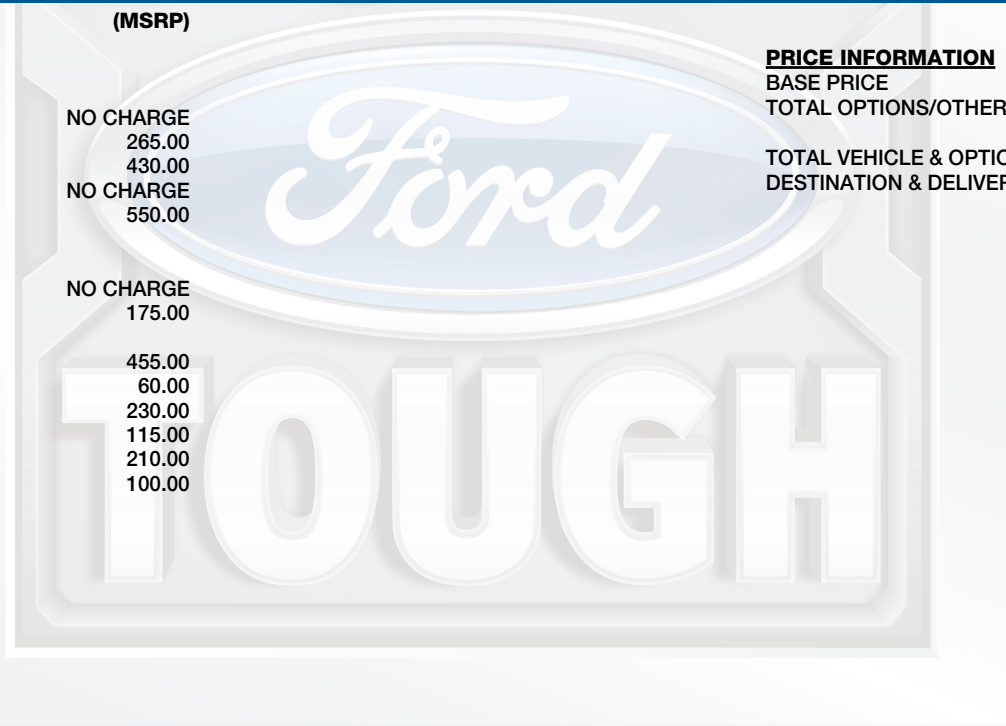 (MSRP)
NO CHARGE
265.00
430.00
NO CHARGE
550.00
NO CHARGE
175.00
455.00
60.00
230.00
115.00
210.00
100.00
PRICE INFORMATION
BASE PRICE
TOTAL OPTIONS/OTHER
TOTAL VEHICLE & OPTIO
DESTINATION & DELIVER
Ford
TOUGH